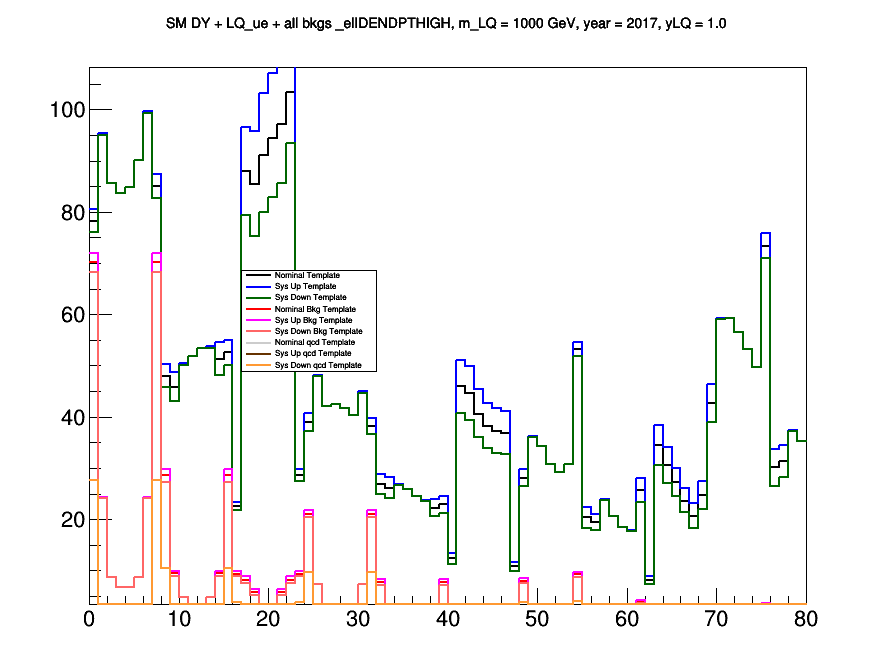 SM DY + LQ_ue + all bkgs _elIDENDPTHIGH, m_LQ = 1000 GeV, year = 2017, yLQ = 1.0
100
80
60
40
20
Nominal Template
Sys Up Template
Sys Down Template
Nominal Bkg Template
Sys Up Bkg Template
Sys Down Bkg Template
Nominal qcd Template
Sys Up qcd Template
Sys Down qcd Template
0 10 20 30 40 50 60 70 80